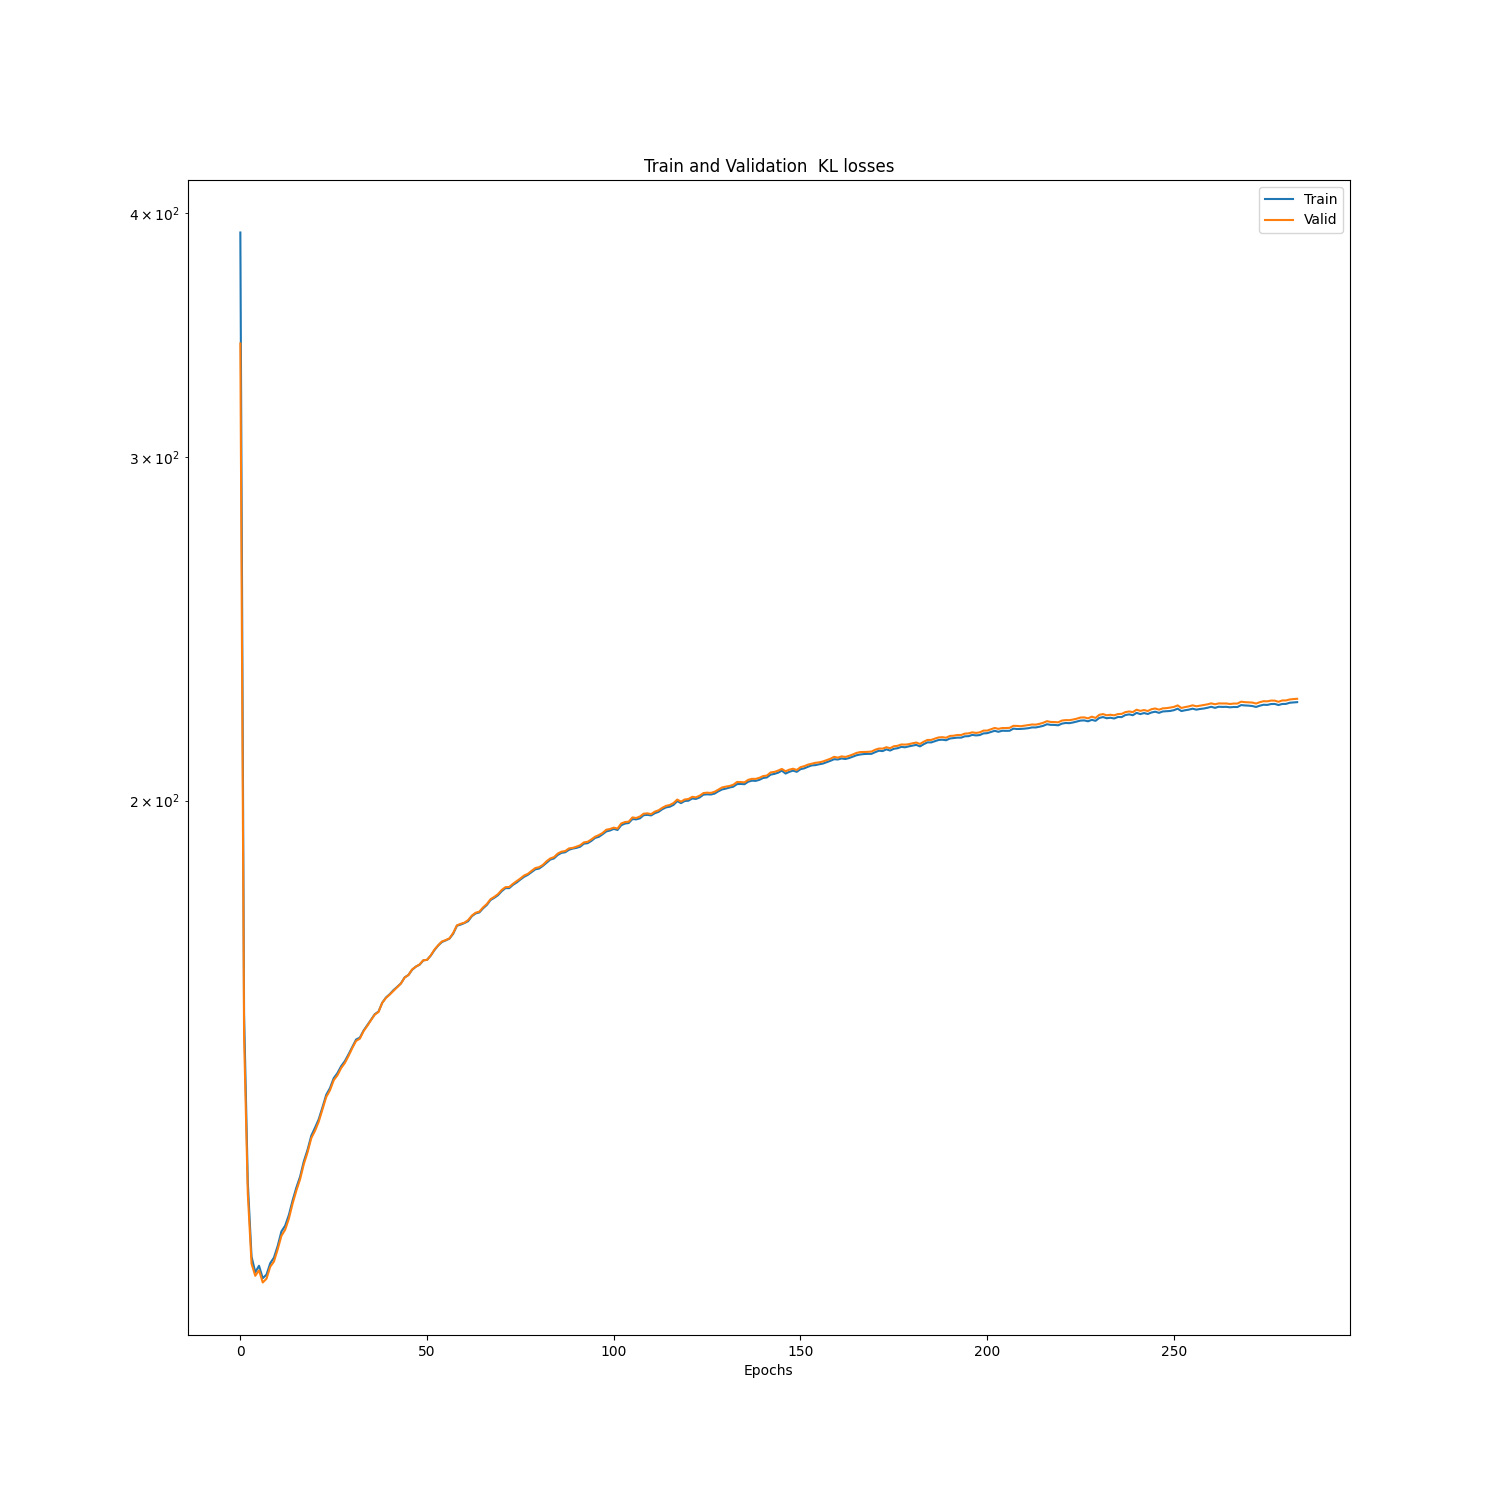 Train and Validation  KL losses
Train
Valid
4 × 10²
3 × 10²
2 × 10²
0 50 100 150 200 250
Epochs